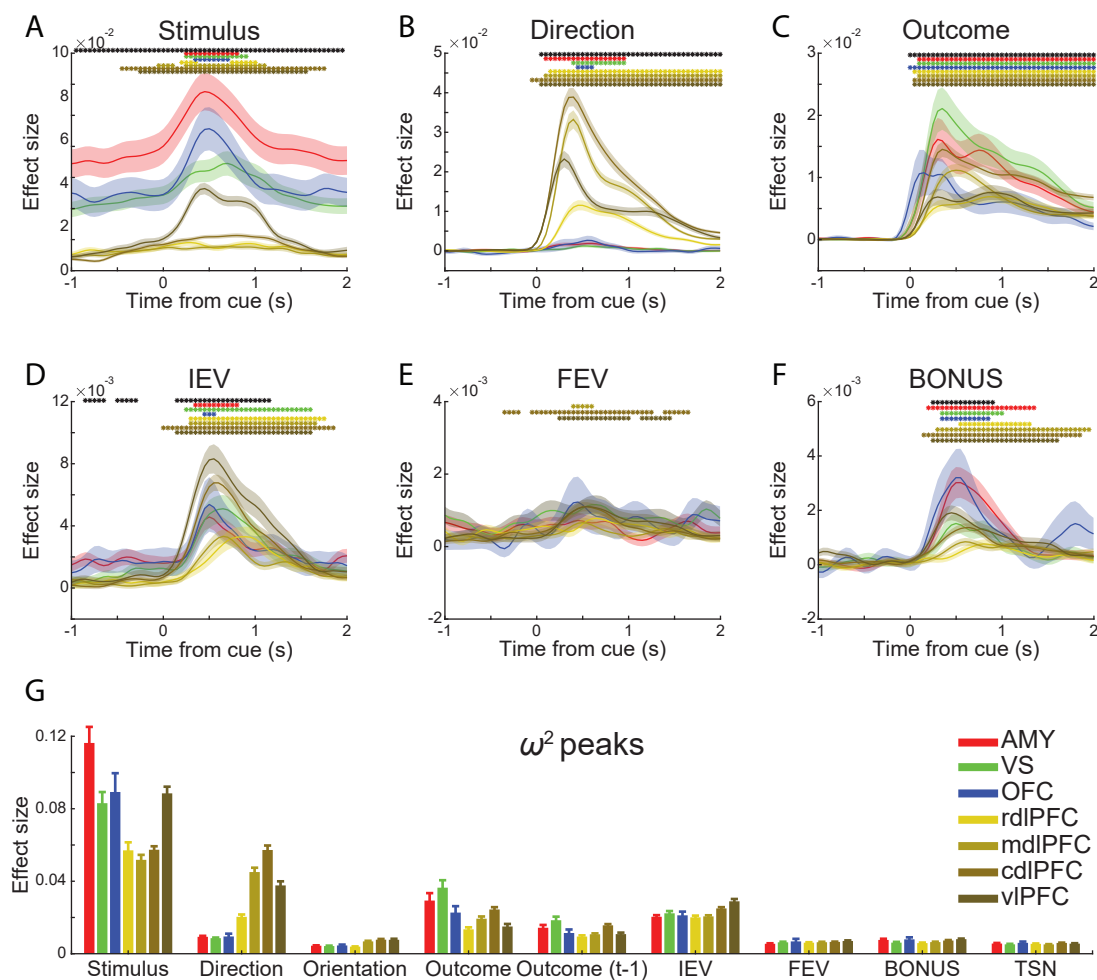 A
Stimulus
×10-2
10
8
6
4
2
0
Effect size
-1 0 1 2
Time from cue (s)
B
Direction
×10-2
5
4
3
2
1
0
Effect size
-1 0 1 2
Time from cue (s)
C
Outcome
×10-2
3
2
1
0
Effect size
-1 0 1 2
Time from cue (s)
D
IEV
×10-3
12
8
4
0
Effect size
-1 0 1 2
Time from cue (s)
E
FEV
×10-3
4
2
0
-2
Effect size
-1 0 1 2
Time from cue (s)
F
BONUS
×10-3
6
4
2
0
-2
Effect size
-1 0 1 2
Time from cue (s)
G
ω2 peaks
0.12
0.08
0.04
0
Effect size
Stimulus Direction Orientation Outcome Outcome (t-1) IEV FEV BONUS TSN
AMY
VS
OFC
rdlPFC
mdlPFC
cdlPFC
vlPFC